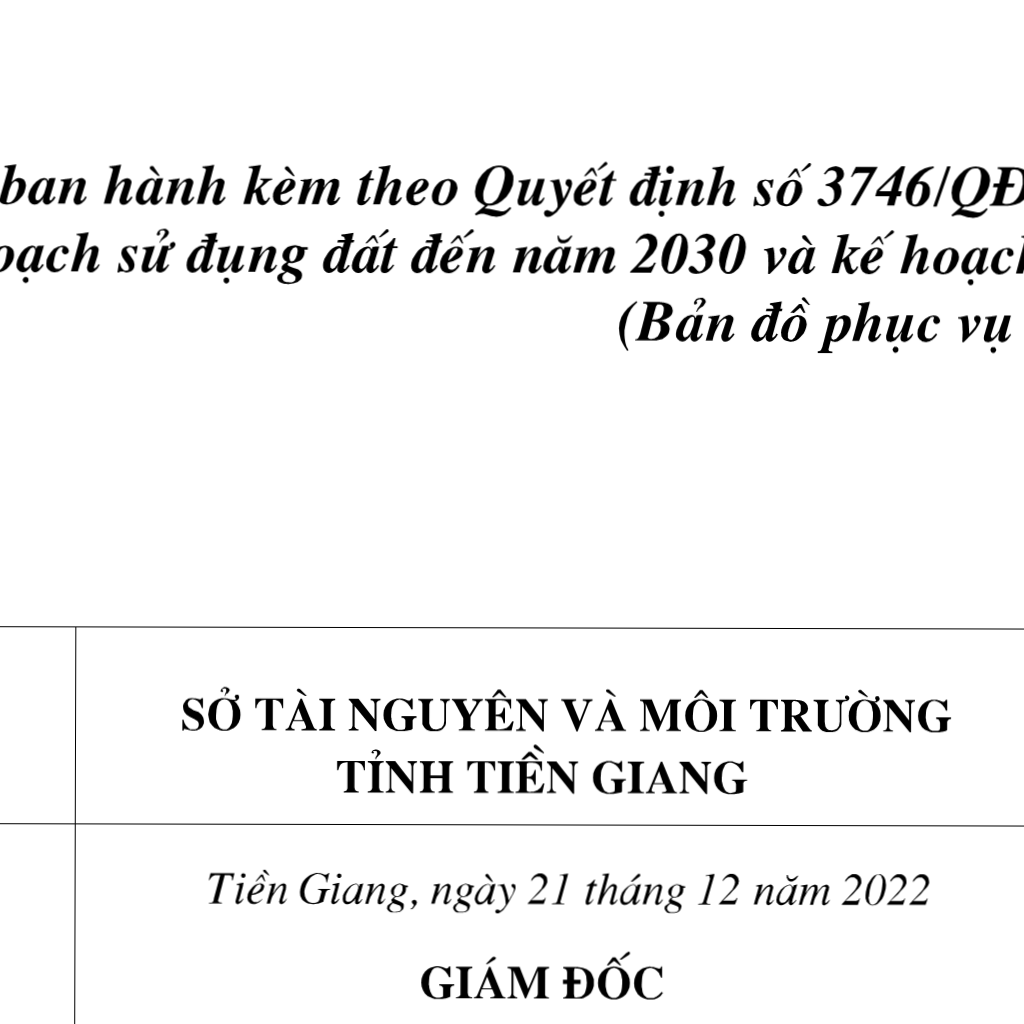 ban hành kèm theo Quyết định số 3746/QĐ
oạch sử đụng đất đến năm 2030 và kế hoạch
(Bản đồ phục vụ
SỞ TÀI NGUYÊN VÀ MÔI TRƯỜNG
TỈNH TIỀN GIANG
Tiền Giang, ngày 21 tháng 12 năm 2022
GIÁM ĐỐC